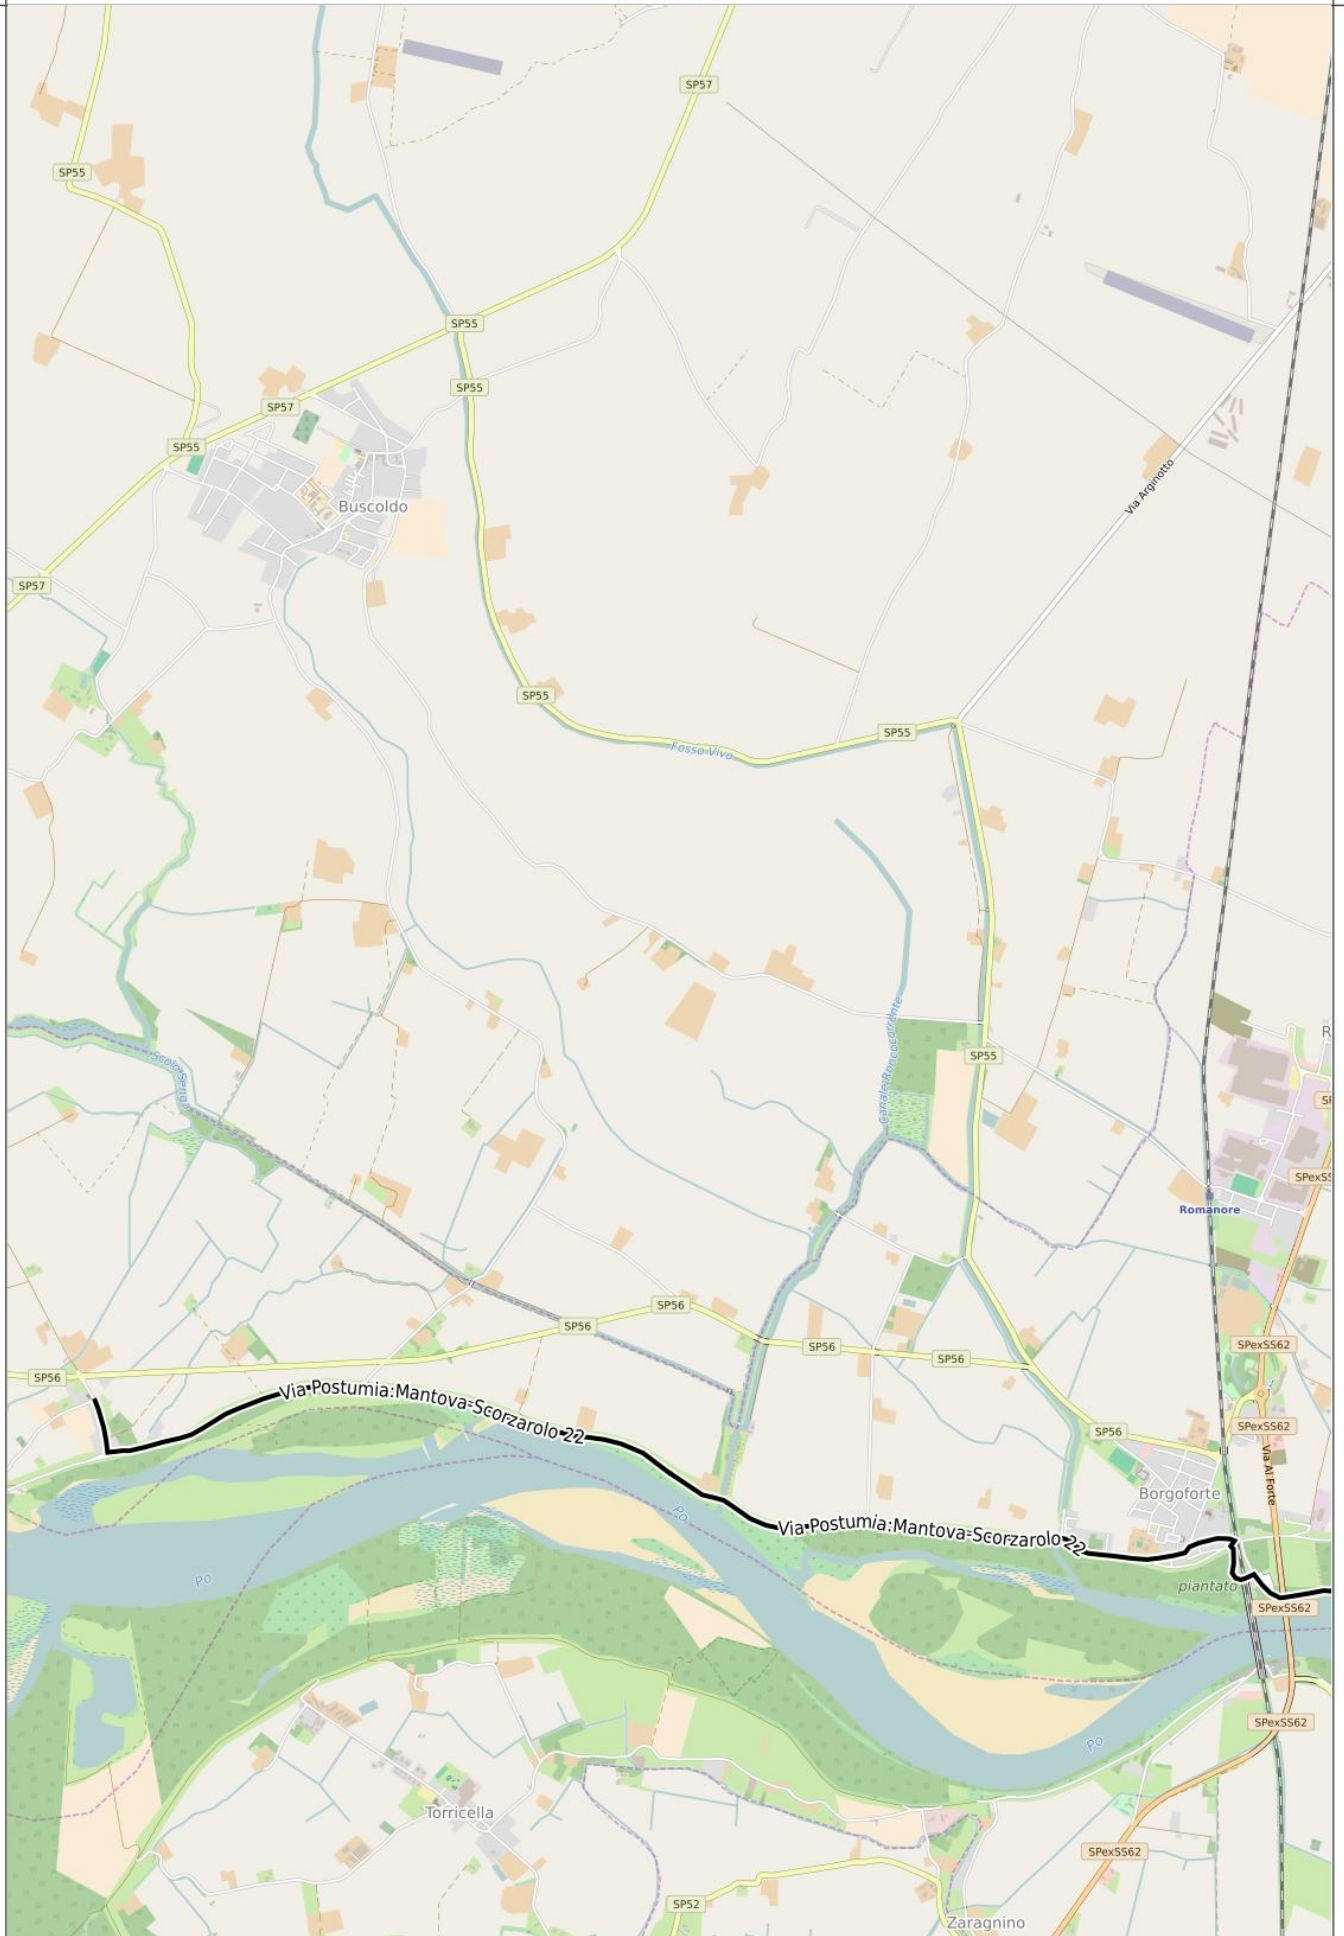 SP57
SP55
SP55
SP55
SP57
SP55
Via Arginotto
Buscoldo
SP57
SP55
SP55
Fosso Vivo
Canale Roncocorrente
R
SP55
Scolo Senga
SPexSS
Romanore
SP56
SP56
SP56
SPexSS62
SP56
SP56
Via Postumia:Mantova-Scorzarolo 22
SPexSS62
SP56
Via Al Forte
Borgoforte
Po
Via Postumia:Mantova-Scorzarolo 22
Po
piantato
SPexSS62
SPexSS62
Po
Torricella
SPexSS62
SP52
Zaragnino